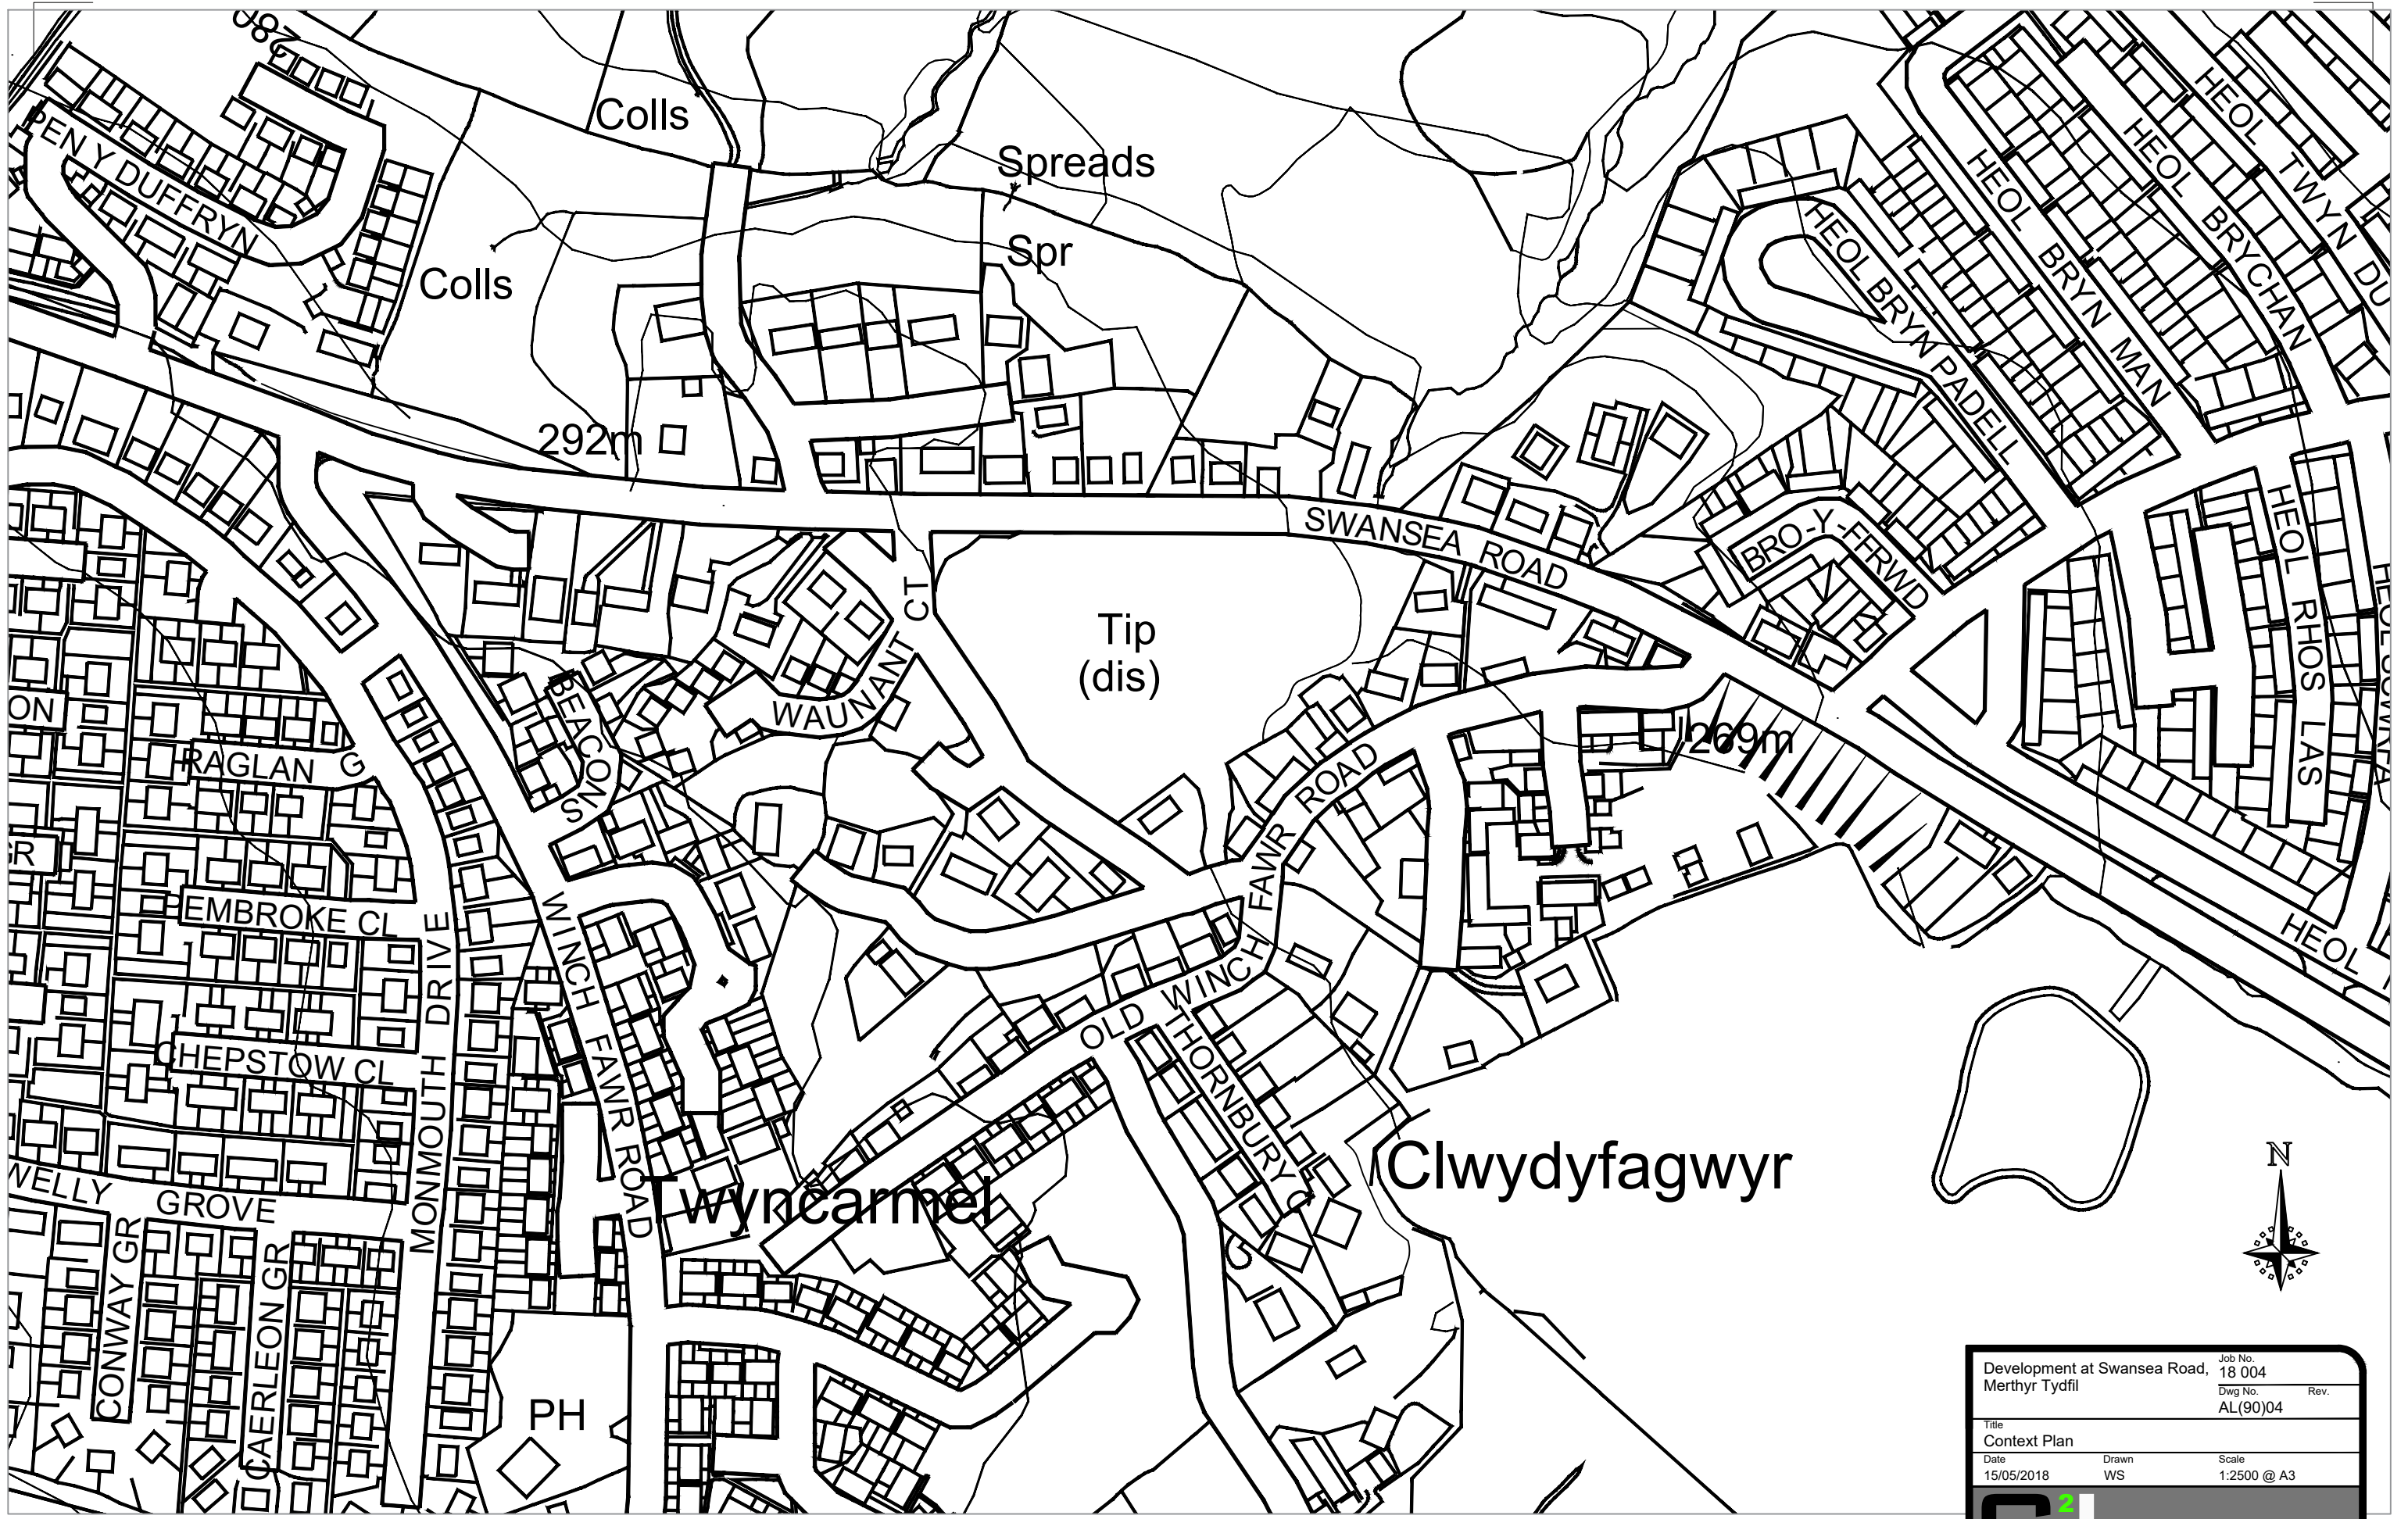 280
Colls
Spreads
Colls
Spr
292m
PEN Y DUFFRYN
HEOL TWYN DU
HEOL BRYCHAN
HEOL BRYN MAN
HEOL BRYN PADELL
BRO-Y-FFRWD
SWANSEA ROAD
HEOL RHOS LAS
Tip
(dis)
WAUNANT CT
BEACONS
269m
ON
RAGLAN G
GR
PEMBROKE CL
CHEPSTOW CL
MONMOUTH DRIVE
WINCH FAWR ROAD
OLD WINCH FAWR ROAD
THORNBURY C
C
HEOL
WELLY GROVE
CONWAY GR
CAERLEON GR
Twyncarmel
Clwydyfagwyr
PH
N
Development at Swansea Road,
Merthyr Tydfil
Job No.
18 004
Dwg No.
Rev.
AL(90)04
Title
Context Plan
Date
Drawn
Scale
15/05/2018
WS
1:2500 @ A3
2